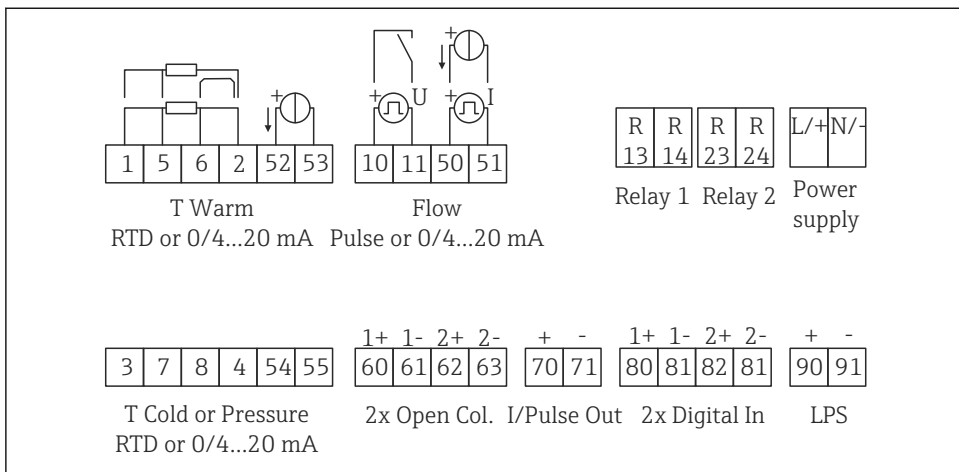 + U + I
+ +
1 5 6 2 52 53
10 11 50 51
R R R R L/+ N/-
13 14 23 24
T Warm
RTD or 0/4...20 mA
Flow
Pulse or 0/4...20 mA
Relay 1 Relay 2 Power
supply
1+ 1- 2+ 2- + - 1+ 1- 2+ 2- + -
3 7 8 4 54 55 60 61 62 63 70 71 80 81 82 81 90 91
T Cold or Pressure
RTD or 0/4...20 mA
2x Open Col. I/Pulse Out 2x Digital In LPS